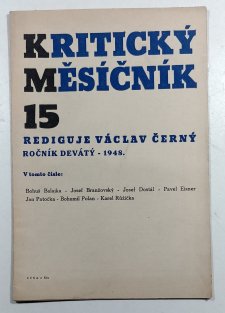 KRITICKÝ
MĚSÍČNÍK
15
REDIGUJE VÁCLAV ČERNÝ
ROČNÍK DEVÁTÝ - 1948.
V tomto čísle:
Bohuš Balajka - Josef Branžovský - Josef Dostál - Pavel Eisner
Jan Patočka - Bohumil Polan - Karel Růžička